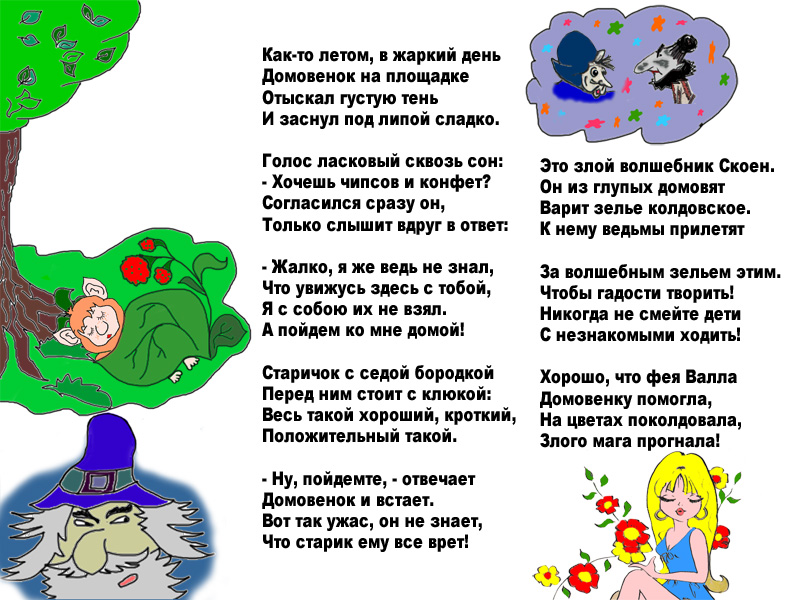 Как-то летом, в жаркий день
Домовенок на площадке
Отыскал густую тень
И заснул под липой сладко.
Голос ласковый сквозь сон:
- Хочешь чипсов и конфет?
Согласился сразу он,
Только слышит вдруг в ответ:
- Жалко, я же ведь не знал,
Что увижусь здесь с тобой,
Я с собою их не взял.
А пойдем ко мне домой!
Старичок с седой бородкой
Перед ним стоит с клюкой:
Весь такой хороший, кроткий,
Положительный такой.
- Ну, пойдемте, - отвечает
Домовенок и встает.
Вот так ужас, он не знает,
Что старик ему все врет!
Это злой волшебник Скоен.
Он из глупых домовят
Варит зелье колдовское.
К нему ведьмы прилетят
За волшебным зельем этим.
Чтобы гадости творить!
Никогда не смейте дети
С незнакомыми ходить!
Хорошо, что фея Валла
Домовенку помогла,
На цветах поколдовала,
Злого мага прогнала!